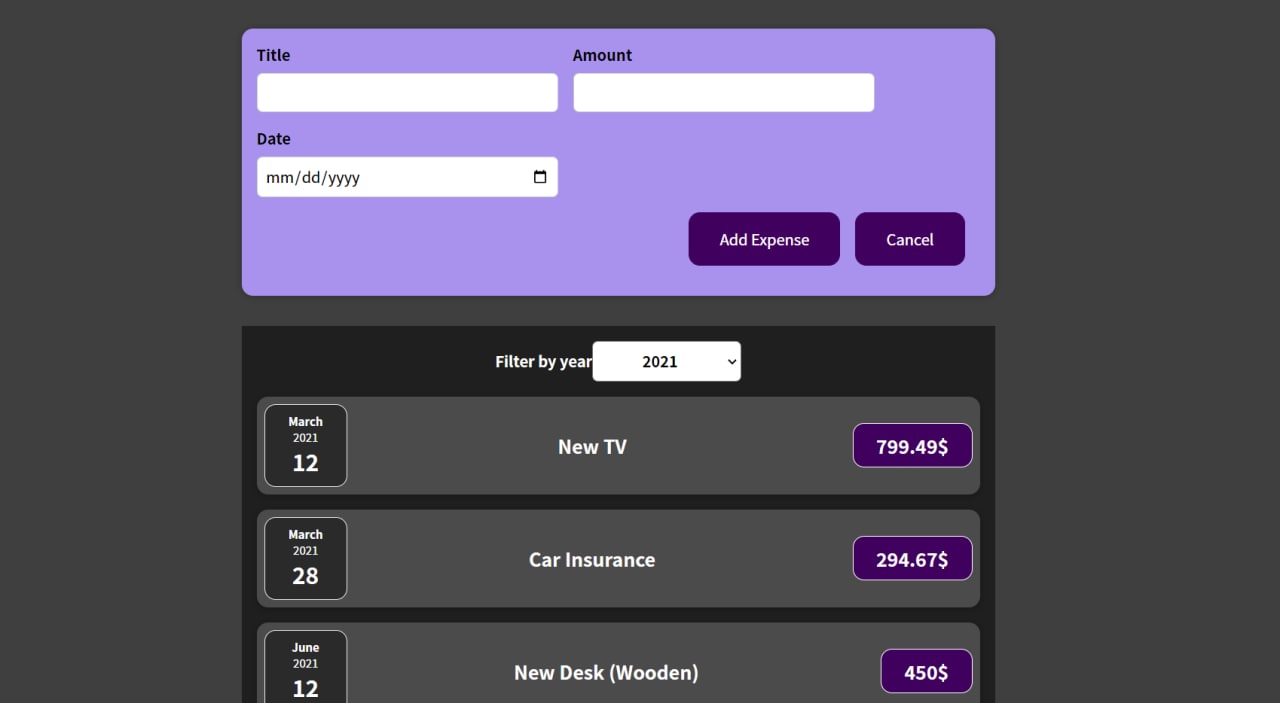 Title Amount
Date
mm/dd/yyyy
Add Expense Cancel
Filter by year 2021
March
2021
12
New TV
799.49$
March
2021
28
Car Insurance
294.67$
June
2021
12
New Desk (Wooden)
450$